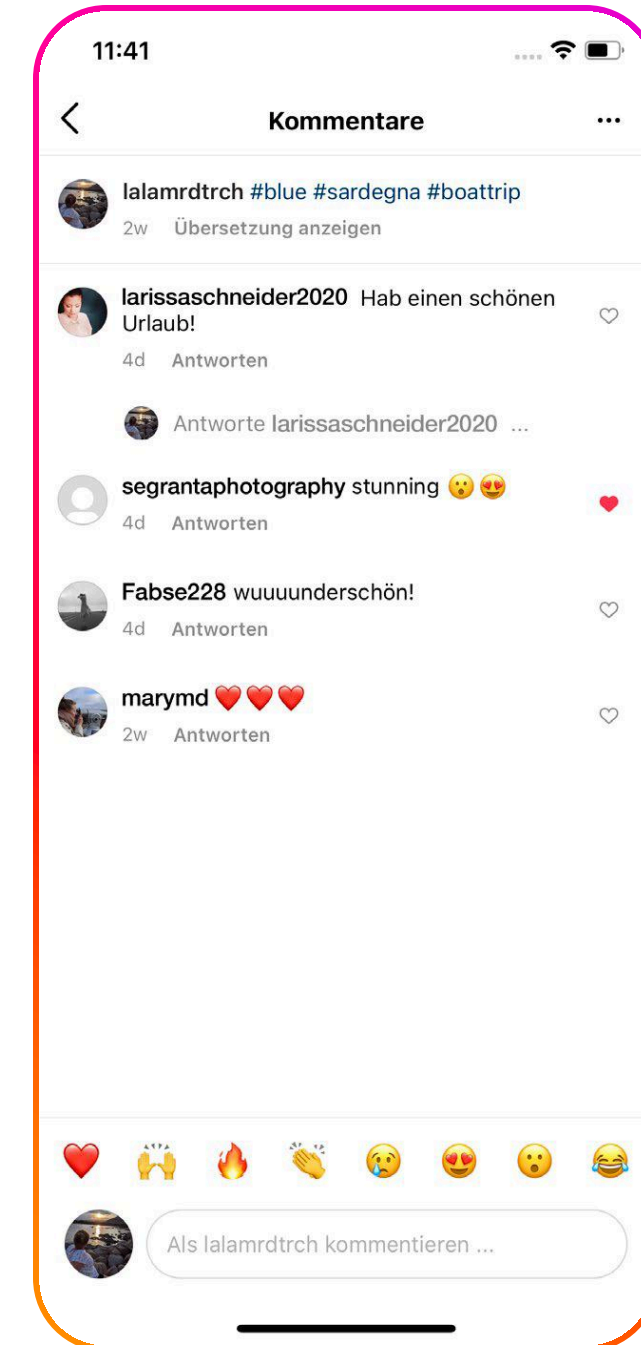 11:41
Kommentare
lalamrdtrch #blue #sardegna #boattrip
2w Übersetzung anzeigen
larissaschneider2020 Hab einen schönen
Urlaub!
4d Antworten
Antworte larissaschneider2020 ...
segrantaphotography stunning 😮😍
4d Antworten
Fabse228 wuuuunderschön!
4d Antworten
marymd ❤️❤️❤️
2w Antworten
Als lalamrdtrch kommentieren ...